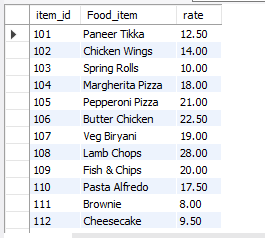 item_id Food_item rate
101 Paneer Tikka 12.50
102 Chicken Wings 14.00
103 Spring Rolls 10.00
104 Margherita Pizza 18.00
105 Pepperoni Pizza 21.00
106 Butter Chicken 22.50
107 Veg Biryani 19.00
108 Lamb Chops 28.00
109 Fish & Chips 20.00
110 Pasta Alfredo 17.50
111 Brownie 8.00
112 Cheesecake 9.50